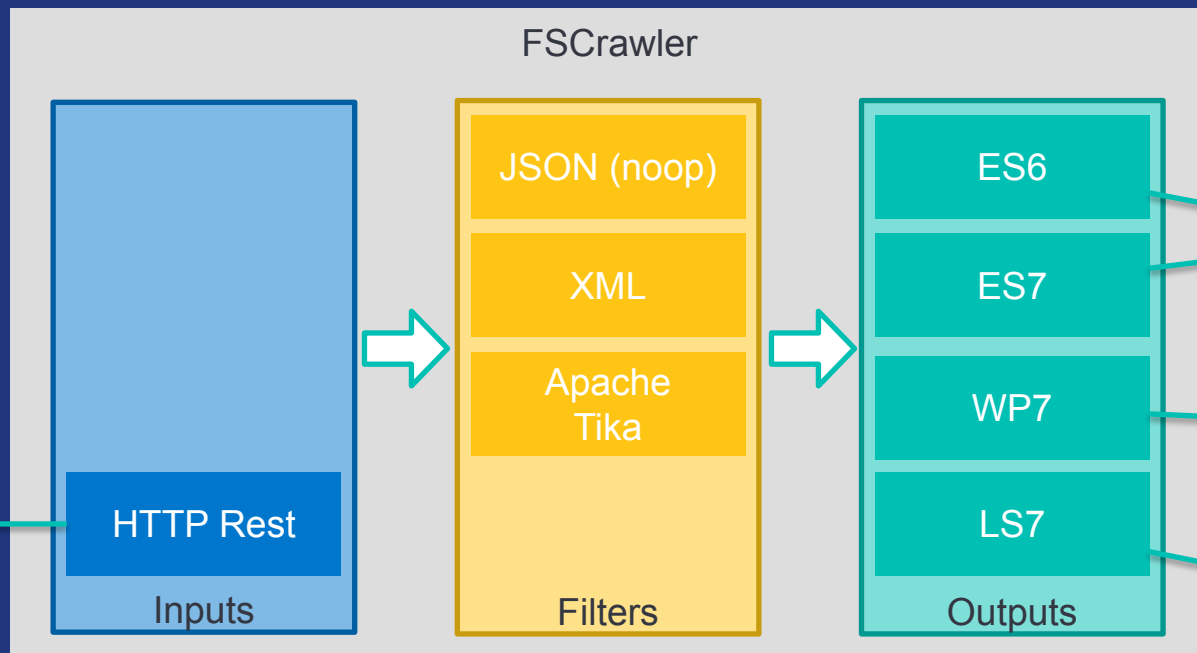 FSCrawler
HTTP Rest
Inputs
JSON (noop)
XML
Apache
Tika
Filters
ES6
ES7
WP7
LS7
Outputs